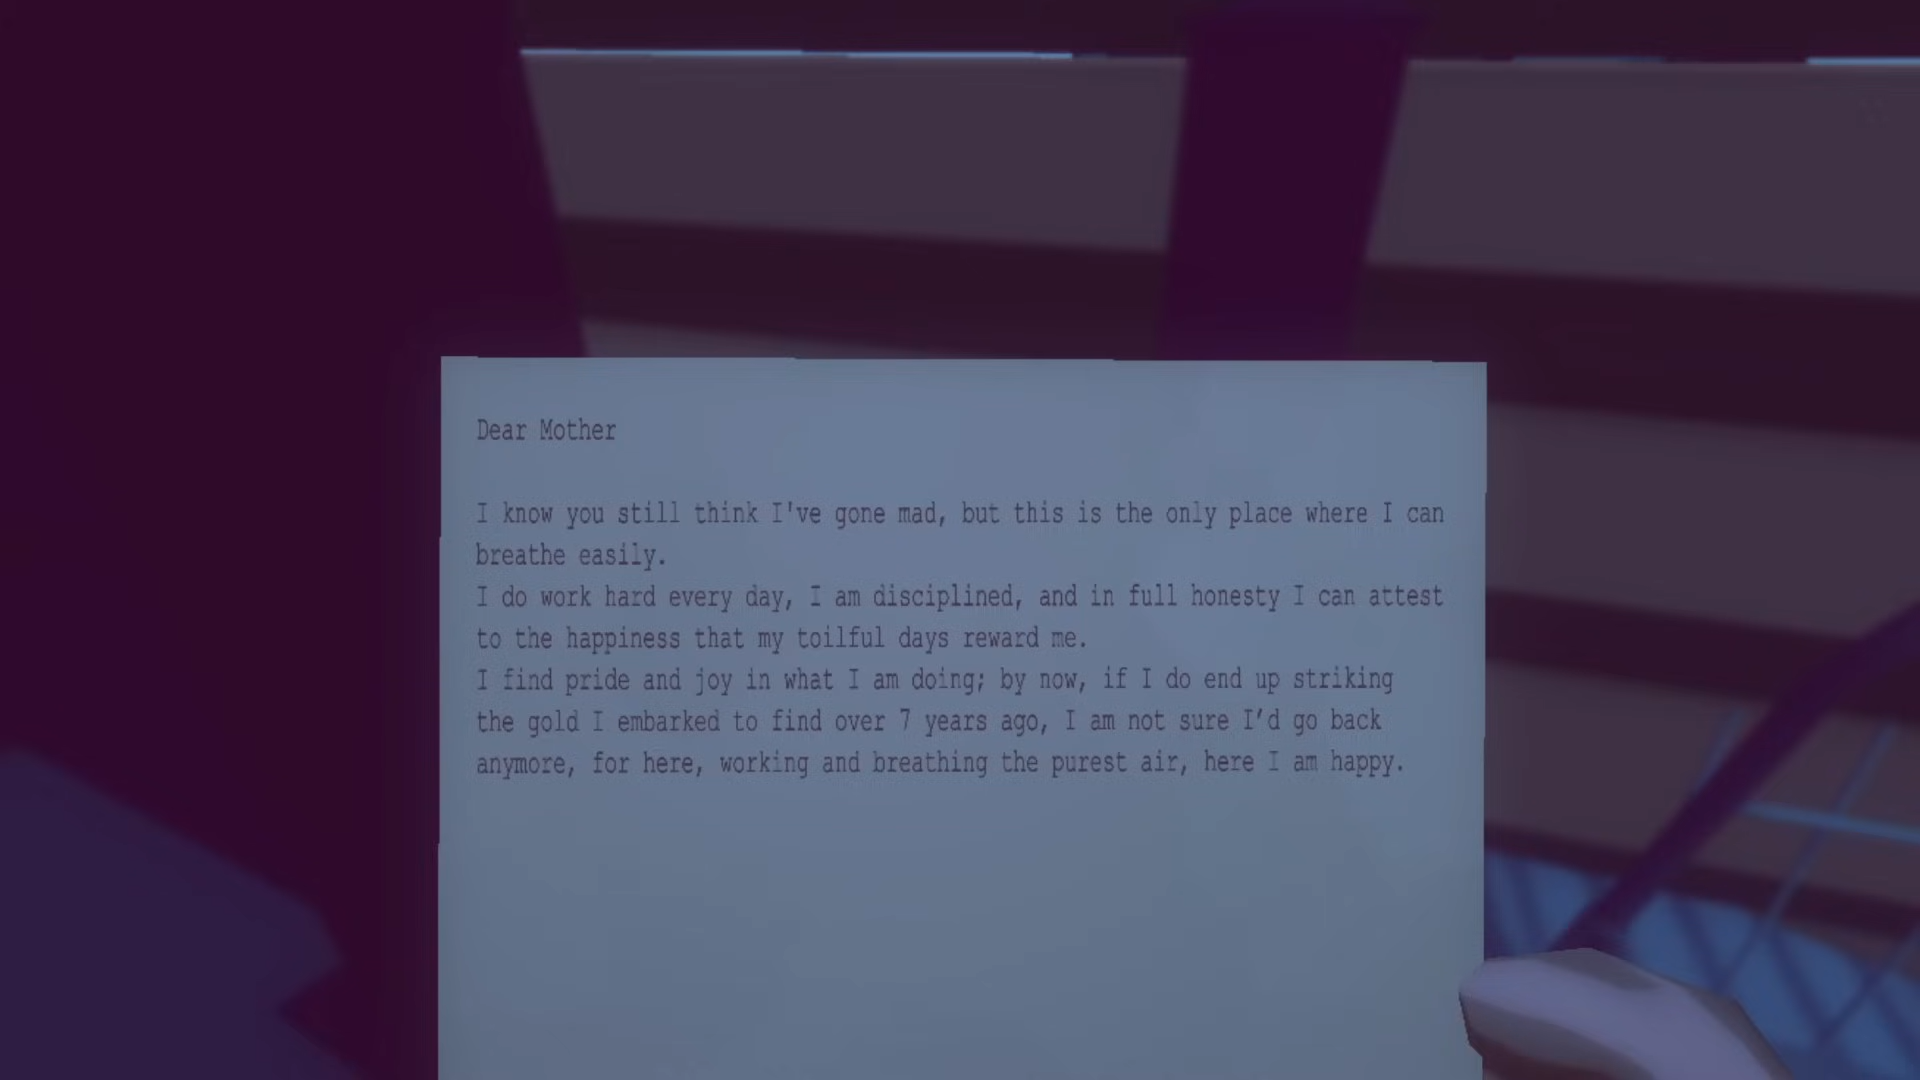 Dear Mother
I know you still think I've gone mad, but this is the only place where I can
breathe easily.
I do work hard every day, I am disciplined, and in full honesty I can attest
to the happiness that my toilful days reward me.
I find pride and joy in what I am doing; by now, if I do end up striking
the gold I embarked to find over 7 years ago, I am not sure I’d go back
anymore, for here, working and breathing the purest air, here I am happy.